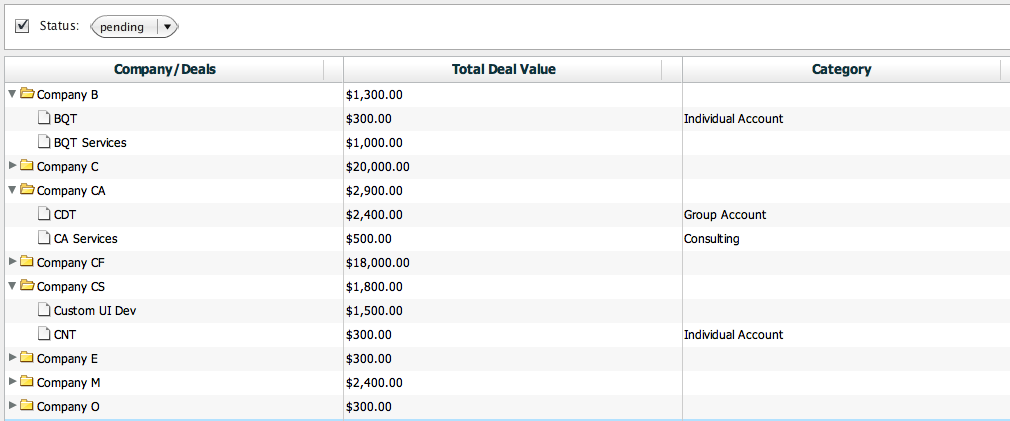 Status: pending
Company/Deals Total Deal Value Category
Company B $1,300.00
BQT $300.00 Individual Account
BQT Services $1,000.00
Company C $20,000.00
Company CA $2,900.00
CDT $2,400.00 Group Account
CA Services $500.00 Consulting
Company CF $18,000.00
Company CS $1,800.00
Custom UI Dev $1,500.00
CNT $300.00 Individual Account
Company E $300.00
Company M $2,400.00
Company O $300.00